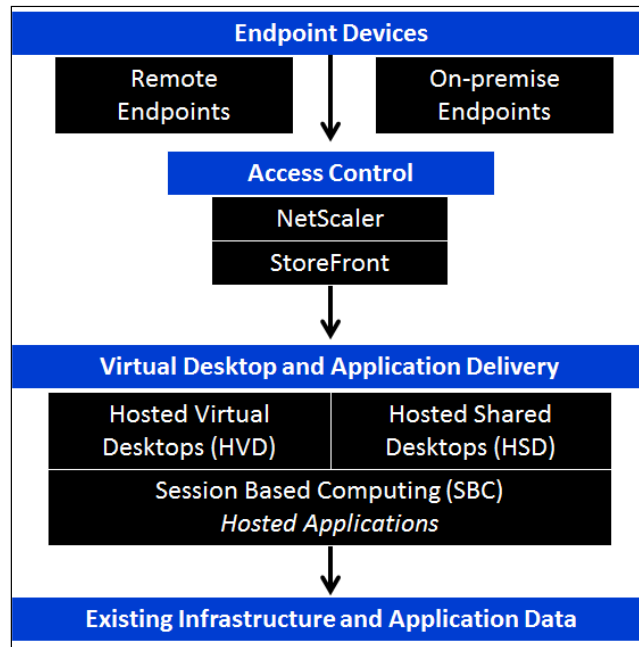 Endpoint Devices
Remote
Endpoints
On-premise
Endpoints
Access Control
NetScaler
StoreFront
Virtual Desktop and Application Delivery
Hosted Virtual
Desktops (HVD)
Hosted Shared
Desktops (HSD)
Session Based Computing (SBC)
Hosted Applications
Existing Infrastructure and Application Data